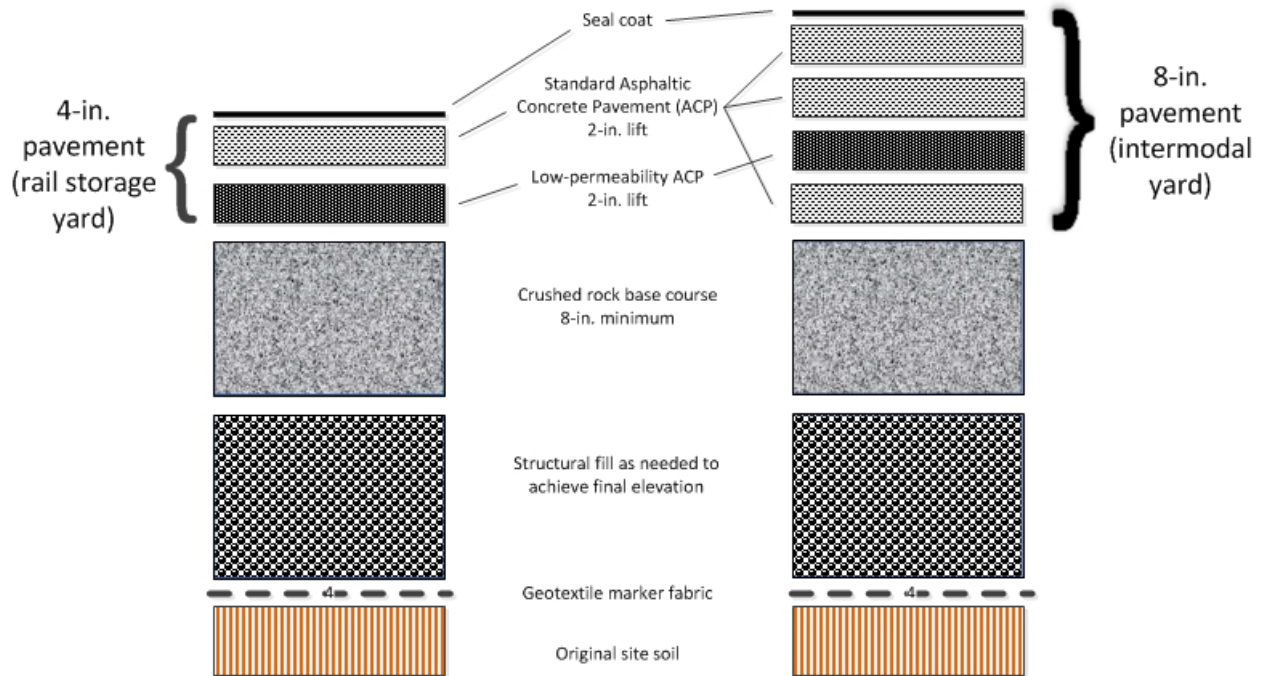 Seal coat
4-in.
pavement
(rail storage
yard)
Standard Asphaltic
Concrete Pavement (ACP)
2-in. lift
8-in.
pavement
(intermodal
yard)
Low-permeability ACP
2-in. lift
Crushed rock base course
8-in. minimum
Structural fill as needed to
achieve final elevation
4
Geotextile marker fabric
4
Original site soil